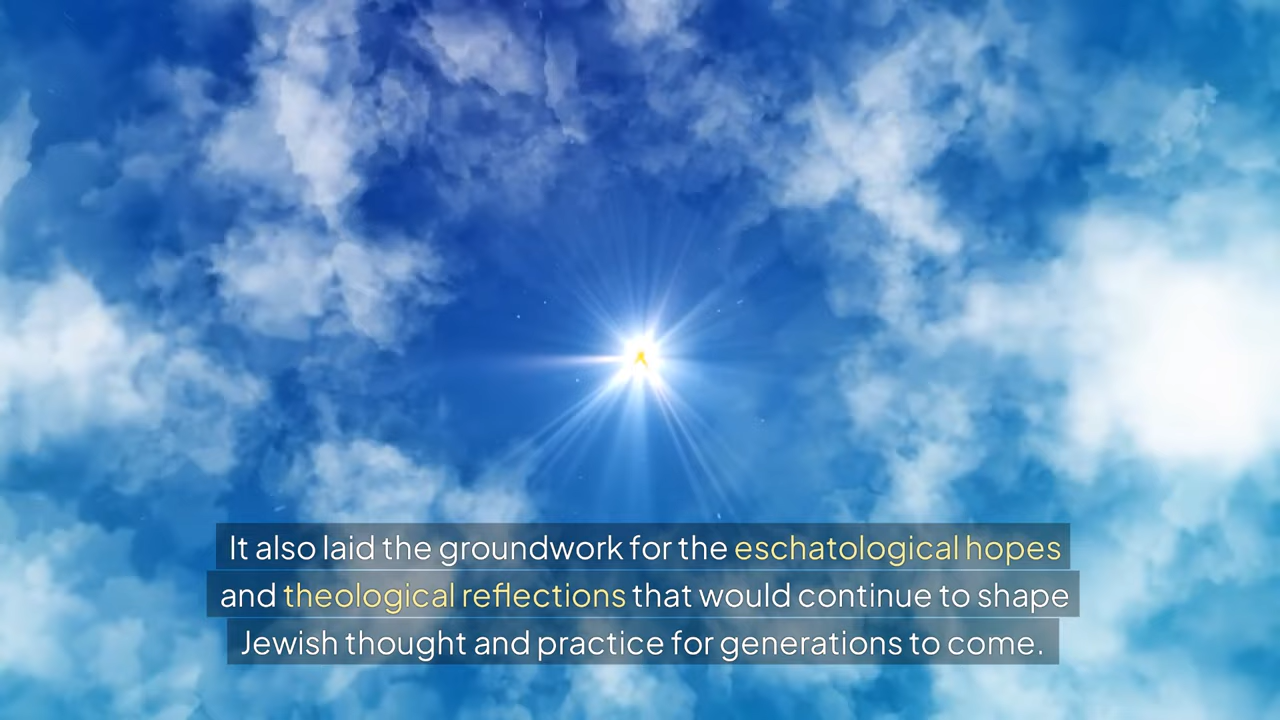 It also laid the groundwork for the eschatological hopes
and theological reflections that would continue to shape
Jewish thought and practice for generations to come.